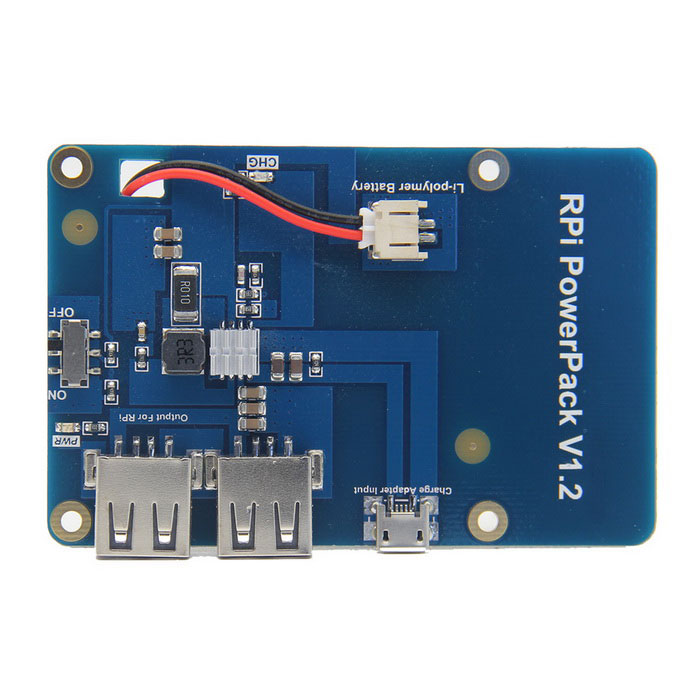 CHG
Li-polymer Battery
RPi PowerPack V1.2
R010
OFF
3R3
ON
Output For RPi
PWR
Charge Adapter Input